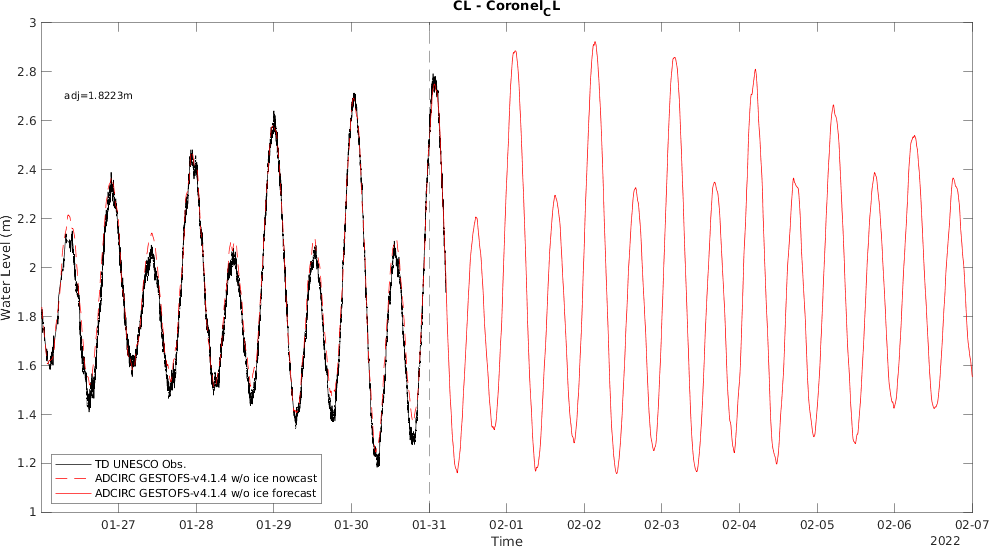 CL - Coronel_CL
3
2.8
adj=1.8223m
2.6
2.4
2.2
Water Level (m)
2
1.8
1.6
1.4
1.2
1
TD UNESCO Obs.
ADCIRC GESTOFS-v4.1.4 w/o ice nowcast
ADCIRC GESTOFS-v4.1.4 w/o ice forecast
01-27 01-28 01-29 01-30 01-31 02-01 02-02 02-03 02-04 02-05 02-06 02-07
Time
2022